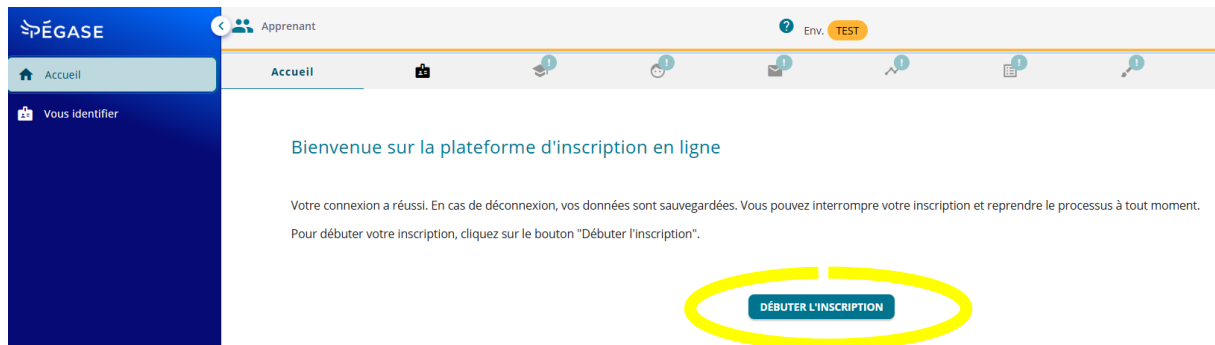 PÉGASE
Apprenant
? Env. TEST
Accueil
Vous identifier
Accueil
! ! ! ! ! !
Bienvenue sur la plateforme d'inscription en ligne
Votre connexion a réussi. En cas de déconnexion, vos données sont sauvegardées. Vous pouvez interrompre votre inscription et reprendre le processus à tout moment.
Pour débuter votre inscription, cliquez sur le bouton "Débuter l'inscription".
DÉBUTER L'INSCRIPTION